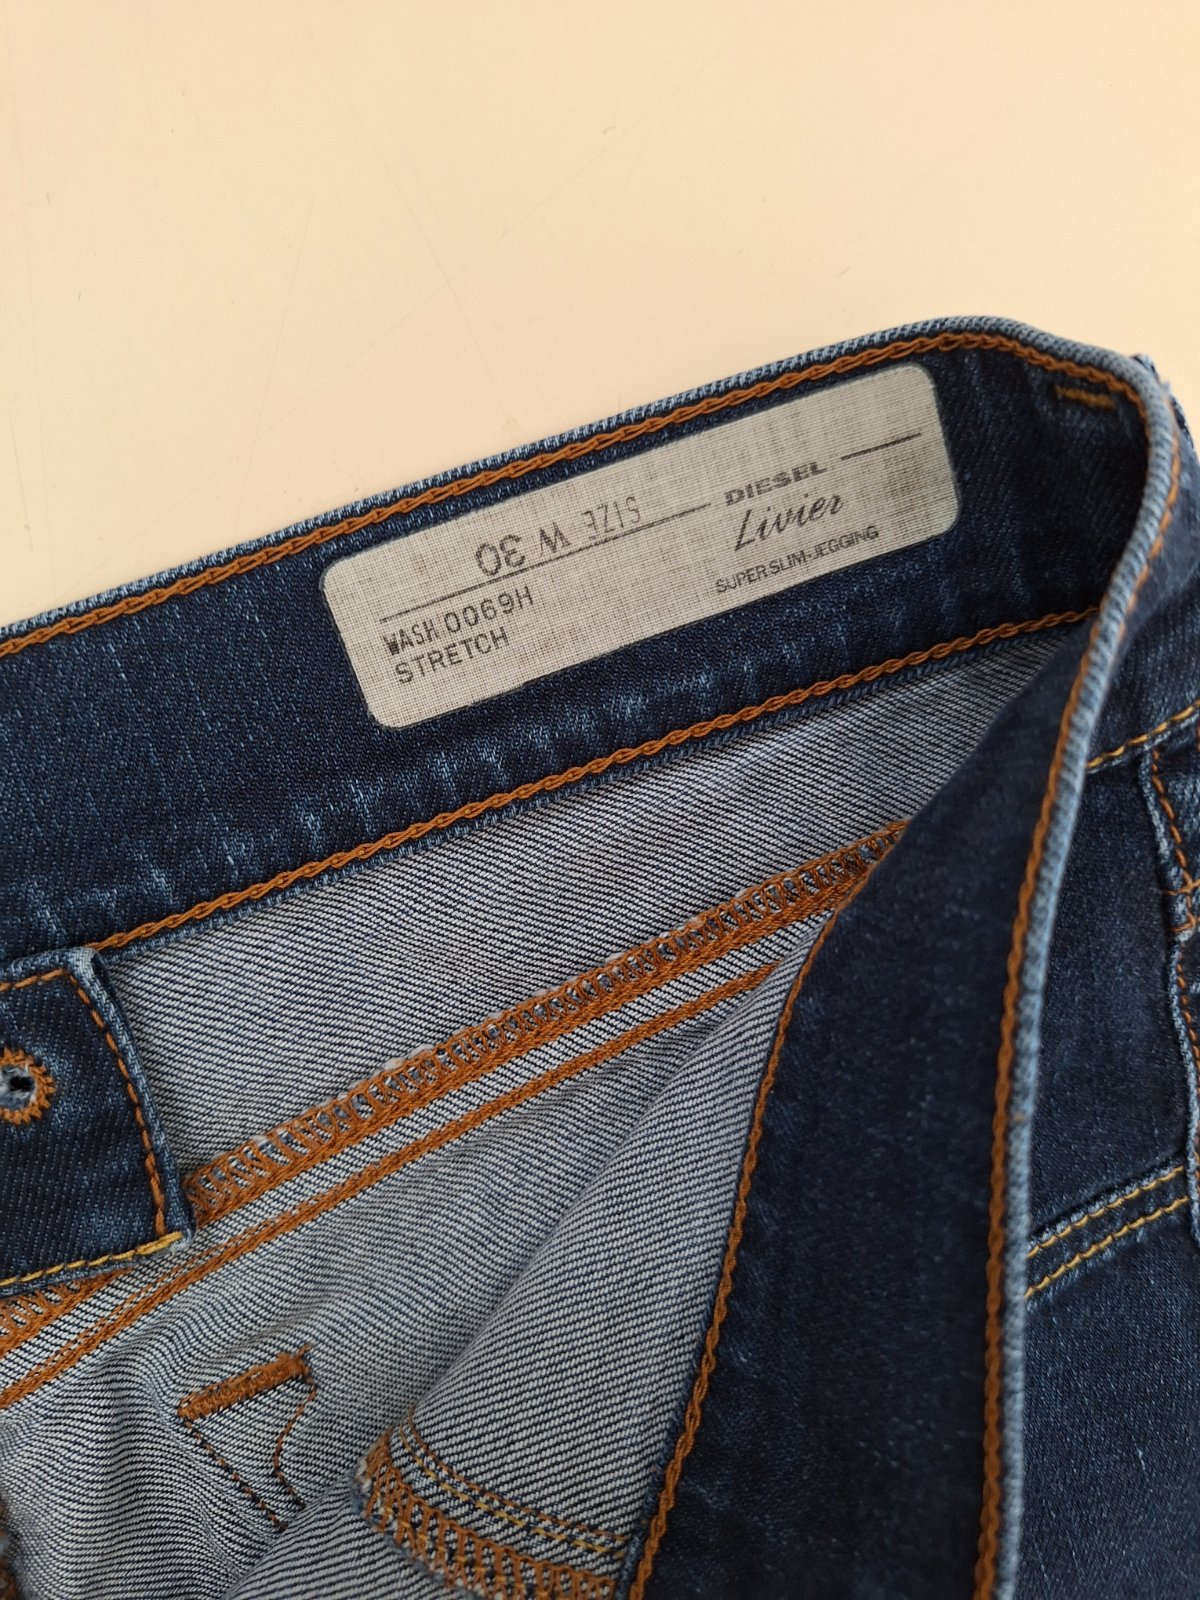 DIESEL
Livier
SUPER SLIM-JEGGING
SIZE W 30
WASH.0069H
STRETCH